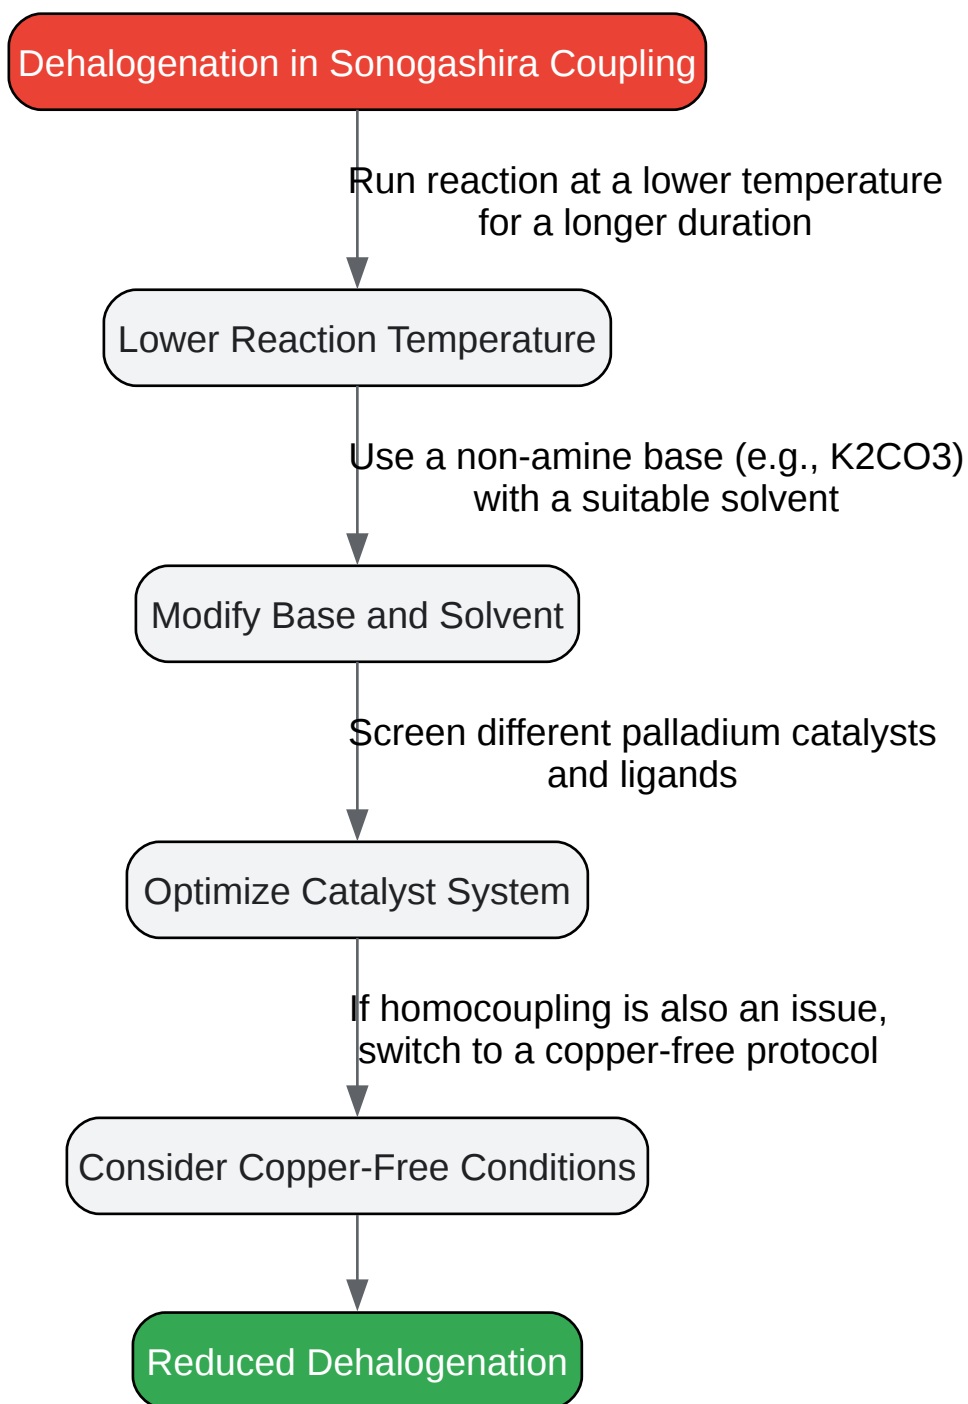 Dehalogenation in Sonogashira Coupling
Run reaction at a lower temperature
for a longer duration
Lower Reaction Temperature
Use a non-amine base (e.g., K2CO3)
with a suitable solvent
Modify Base and Solvent
Screen different palladium catalysts
and ligands
Optimize Catalyst System
If homocoupling is also an issue,
switch to a copper-free protocol
Consider Copper-Free Conditions
Reduced Dehalogenation